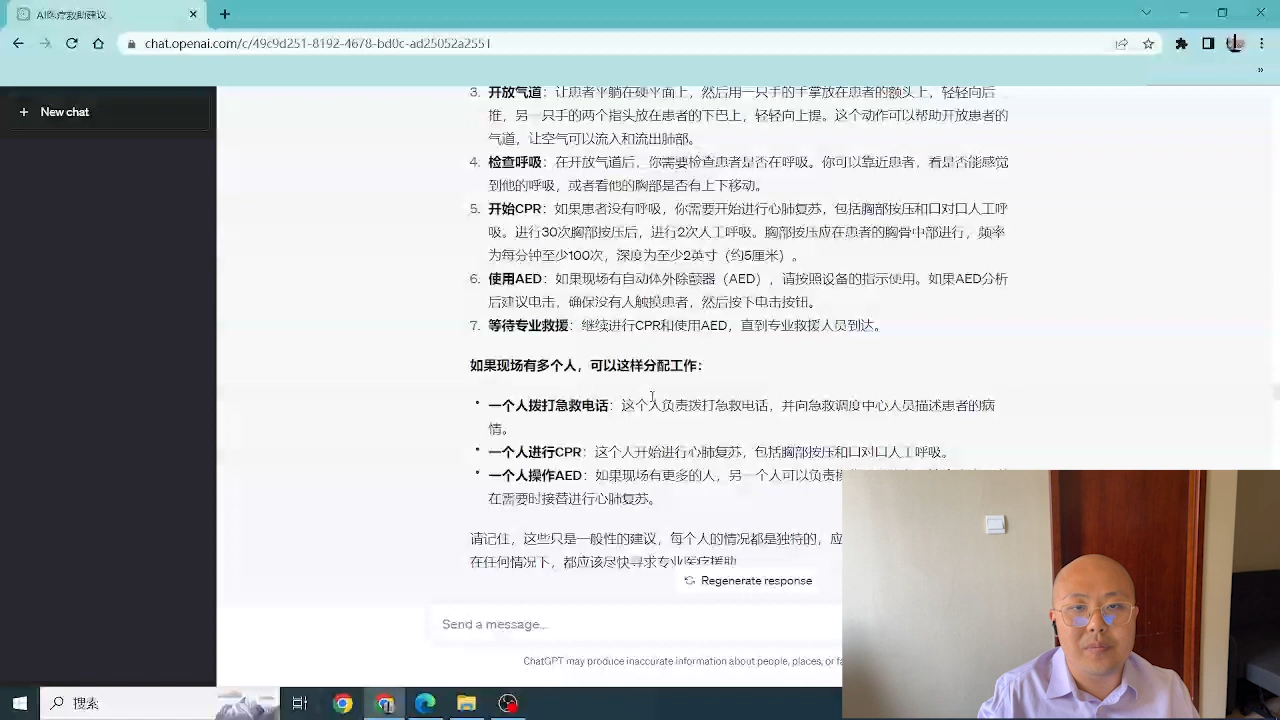 AI医疗救助建议
chat.openai.com/c/49c9d251-8192-4678-bd0c-ad25052a2551
New chat
3. 开放气道：让患者平躺在硬平面上，然后用一只手的手掌放在患者的额头上，轻轻向后
推，另一只手的两个指头放在患者的下巴上，轻轻向上提。这个动作可以帮助开放患者的
气道，让空气可以流入和流出肺部。
4. 检查呼吸：在开放气道后，你需要检查患者是否在呼吸。你可以靠近患者，看是否能感觉
到他的呼吸，或者看他的胸部是否有上下移动。
5. 开始CPR：如果患者没有呼吸，你需要开始进行心肺复苏，包括胸部按压和口对口人工呼
吸。进行30次胸部按压后，进行2次人工呼吸。胸部按压应在患者的胸骨中部进行，频率
为每分钟至少100次，深度为至少2英寸（约5厘米）。
6. 使用AED：如果现场有自动体外除颤器（AED），请按照设备的指示使用。如果AED分析
后建议电击，确保没有人触摸患者，然后按下电击按钮。
7. 等待专业救援：继续进行CPR和使用AED，直到专业救援人员到达。
如果现场有多个人，可以这样分配工作：
• 一个人拨打急救电话：这个人负责拨打急救电话，并向急救调度中心人员描述患者的病
情。
• 一个人进行CPR：这个人开始进行心肺复苏，包括胸部按压和口对口人工呼吸。
• 一个人操作AED：如果现场有更多的人，另一个人可以负责
在需要时接替进行心肺复苏。
请记住，这些只是一般性的建议，每个人的情况都是独特的，应
在任何情况下，都应该尽快寻求专业医疗援助
Regenerate response
Send a message...
ChatGPT may produce inaccurate information about people, places, or
搜索